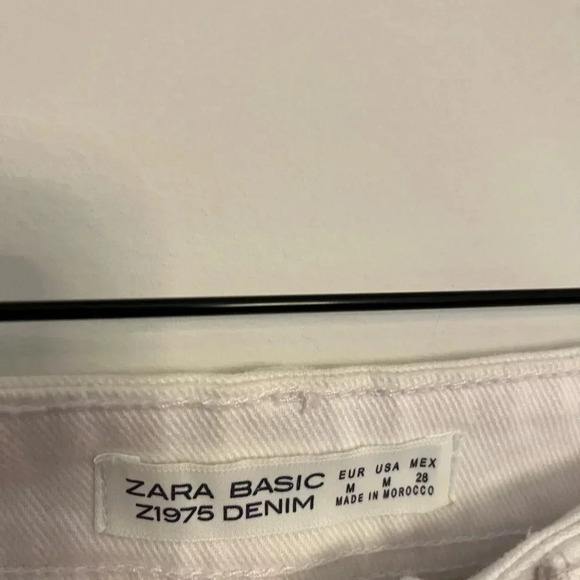 ZARA BASIC
Z1975 DENIM
EUR USA MEX
M M 28
MADE IN MOROCCO